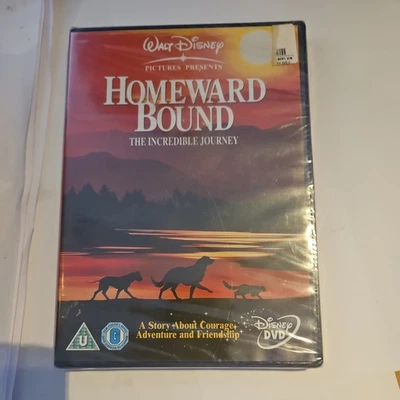 WALT DISNEY
PICTURES PRESENTS
HOMEWARD
BOUND
THE INCREDIBLE JOURNEY
U
A Story About Courage,
Adventure and Friendship
DISNEY
DVD